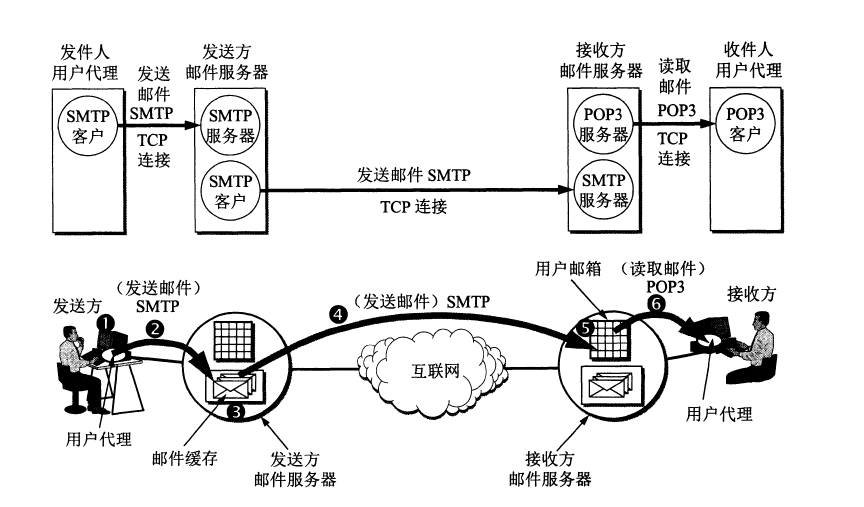 发件人
用户代理
发送
邮件
SMTP
TCP
连接
发送方
邮件服务器
接收方
邮件服务器
读取
邮件
POP3
TCP
连接
收件人
用户代理
SMTP
客户
SMTP
服务器
SMTP
客户
发送邮件 SMTP
TCP 连接
POP3
服务器
SMTP
服务器
POP3
客户
发送方
(发送邮件)
SMTP
(发送邮件) SMTP
用户邮箱
(读取邮件)
POP3
接收方
❶
❷
❸
❹
❺
❻
互联网
用户代理
邮件缓存
发送方
邮件服务器
接收方
邮件服务器
用户代理